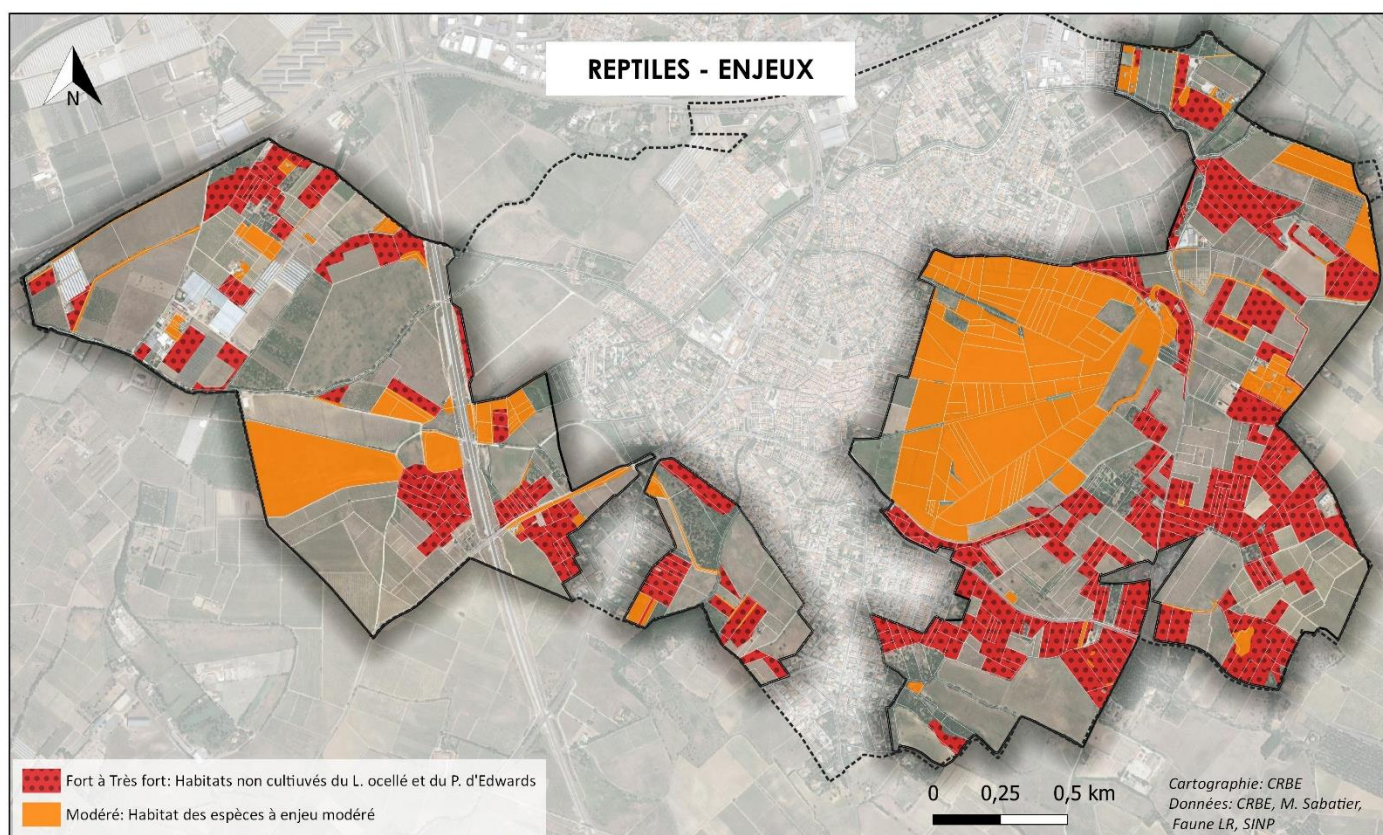 REPTILES - ENJEUX
N
Fort à Très fort: Habitats non cultiuvés du L. ocellé et du P. d'Edwards
Modéré: Habitat des espèces à enjeu modéré
0 0,25 0,5 km
Cartographie: CRBE
Données: CRBE, M. Sabatier,
Faune LR, SINP